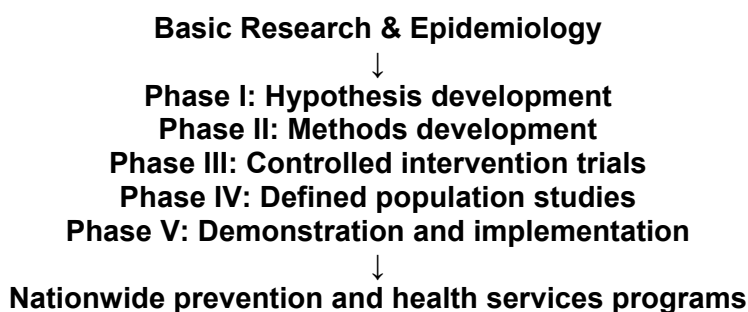 Basic Research & Epidemiology
↓
Phase I: Hypothesis development
Phase II: Methods development
Phase III: Controlled intervention trials
Phase IV: Defined population studies
Phase V: Demonstration and implementation
↓
Nationwide prevention and health services programs